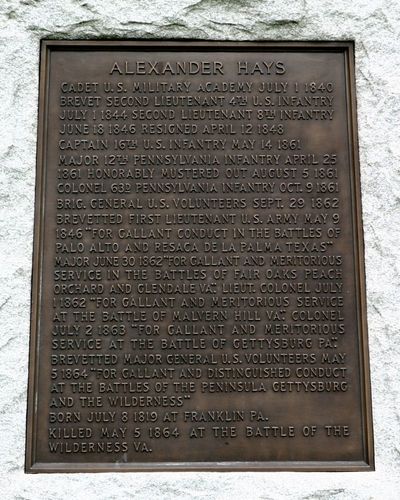 ALEXANDER HAYS
CADET U.S. MILITARY ACADEMY JULY 1 1840
BREVET SECOND LIEUTENANT 4TH U.S. INFANTRY
JULY 1 1844 SECOND LIEUTENANT 8TH INFANTRY
JUNE 18 1846 RESIGNED APRIL 12 1848
CAPTAIN 16TH U.S. INFANTRY MAY 14 1861
MAJOR 12TH PENNSYLVANIA INFANTRY APRIL 25
1861 HONORABLY MUSTERED OUT AUGUST 5 1861
COLONEL 63D PENNSYLVANIA INFANTRY OCT. 9 1861
BRIG. GENERAL U.S. VOLUNTEERS SEPT. 29 1862
BREVETTED FIRST LIEUTENANT U.S. ARMY MAY 9
1846 "FOR GALLANT CONDUCT IN THE BATTLES OF
PALO ALTO AND RESACA DE LA PALMA TEXAS"
MAJOR JUNE 30 1862 "FOR GALLANT AND MERITORIOUS
SERVICE IN THE BATTLES OF FAIR OAKS PEACH
ORCHARD AND GLENDALE VA." LIEUT. COLONEL JULY
1 1862 "FOR GALLANT AND MERITORIOUS SERVICE
AT THE BATTLE OF MALVERN HILL VA." COLONEL
JULY 2 1863 "FOR GALLANT AND MERITORIOUS
SERVICE AT THE BATTLE OF GETTYSBURG PA."
BREVETTED MAJOR GENERAL U.S. VOLUNTEERS MAY
5 1864 "FOR GALLANT AND DISTINGUISHED CONDUCT
AT THE BATTLES OF THE PENINSULA GETTYSBURG
AND THE WILDERNESS"
BORN JULY 8 1819 AT FRANKLIN PA.
KILLED MAY 5 1864 AT THE BATTLE OF THE
WILDERNESS VA.